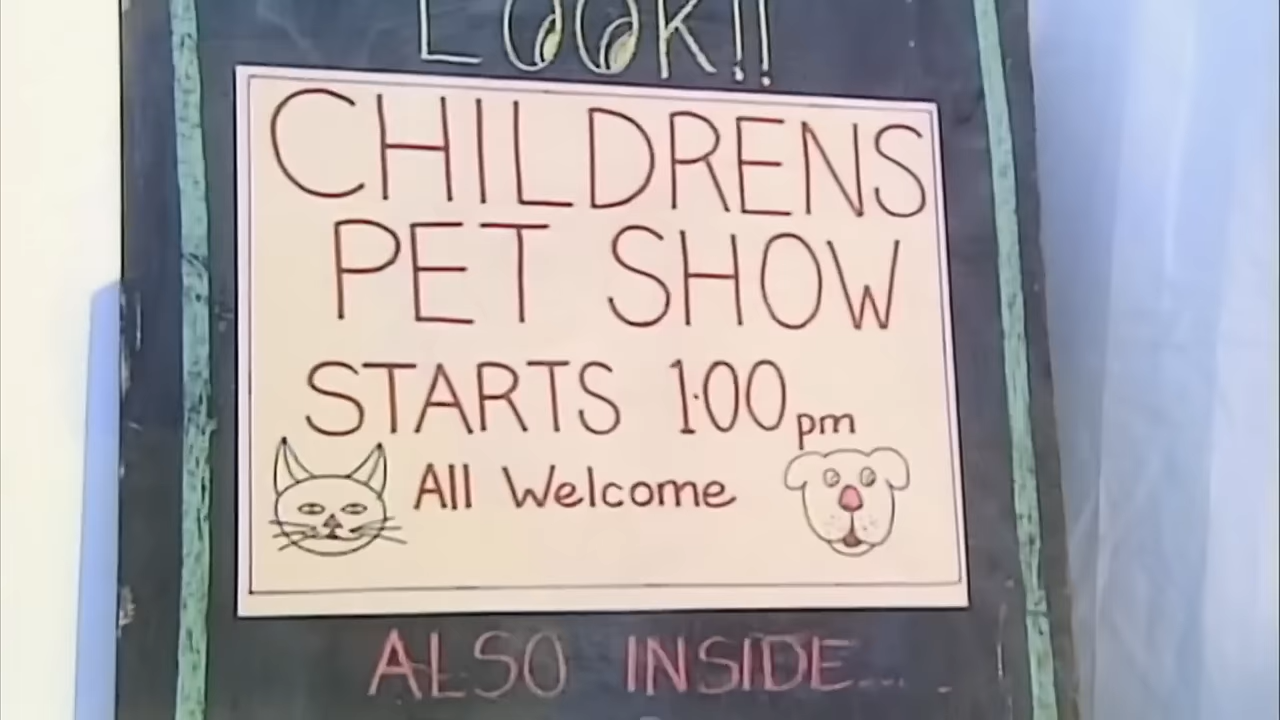 LOOK!!
CHILDRENS
PET SHOW
STARTS 1·00 pm
All Welcome
ALSO INSIDE....